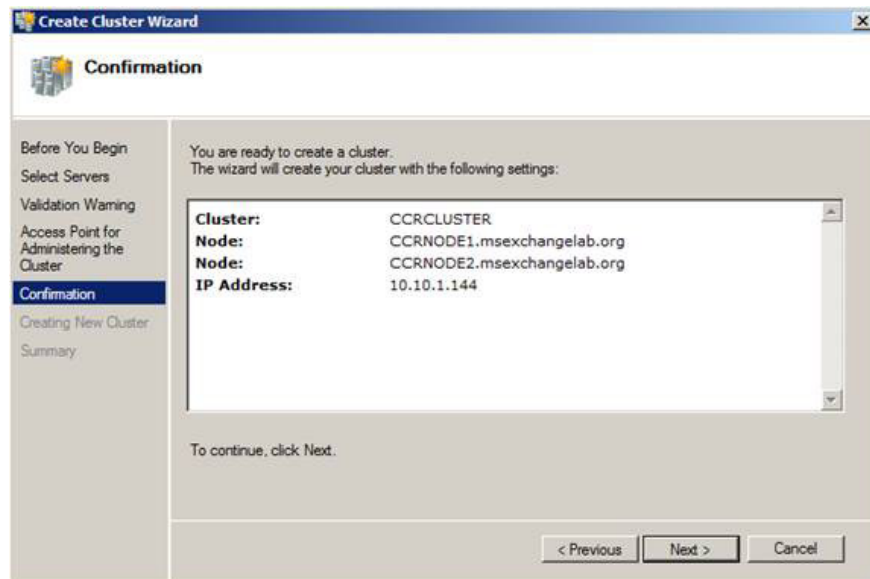 Create Cluster Wizard
Confirmation
Before You Begin
Select Servers
Validation Warning
Access Point for
Administering the
Cluster
Confirmation
Creating New Cluster
Summary
You are ready to create a cluster.
The wizard will create your cluster with the following settings:
Cluster: CCRCLUSTER
Node: CCRNODE1.msexchangelab.org
Node: CCRNODE2.msexchangelab.org
IP Address: 10.10.1.144
To continue, click Next.
< Previous Next > Cancel